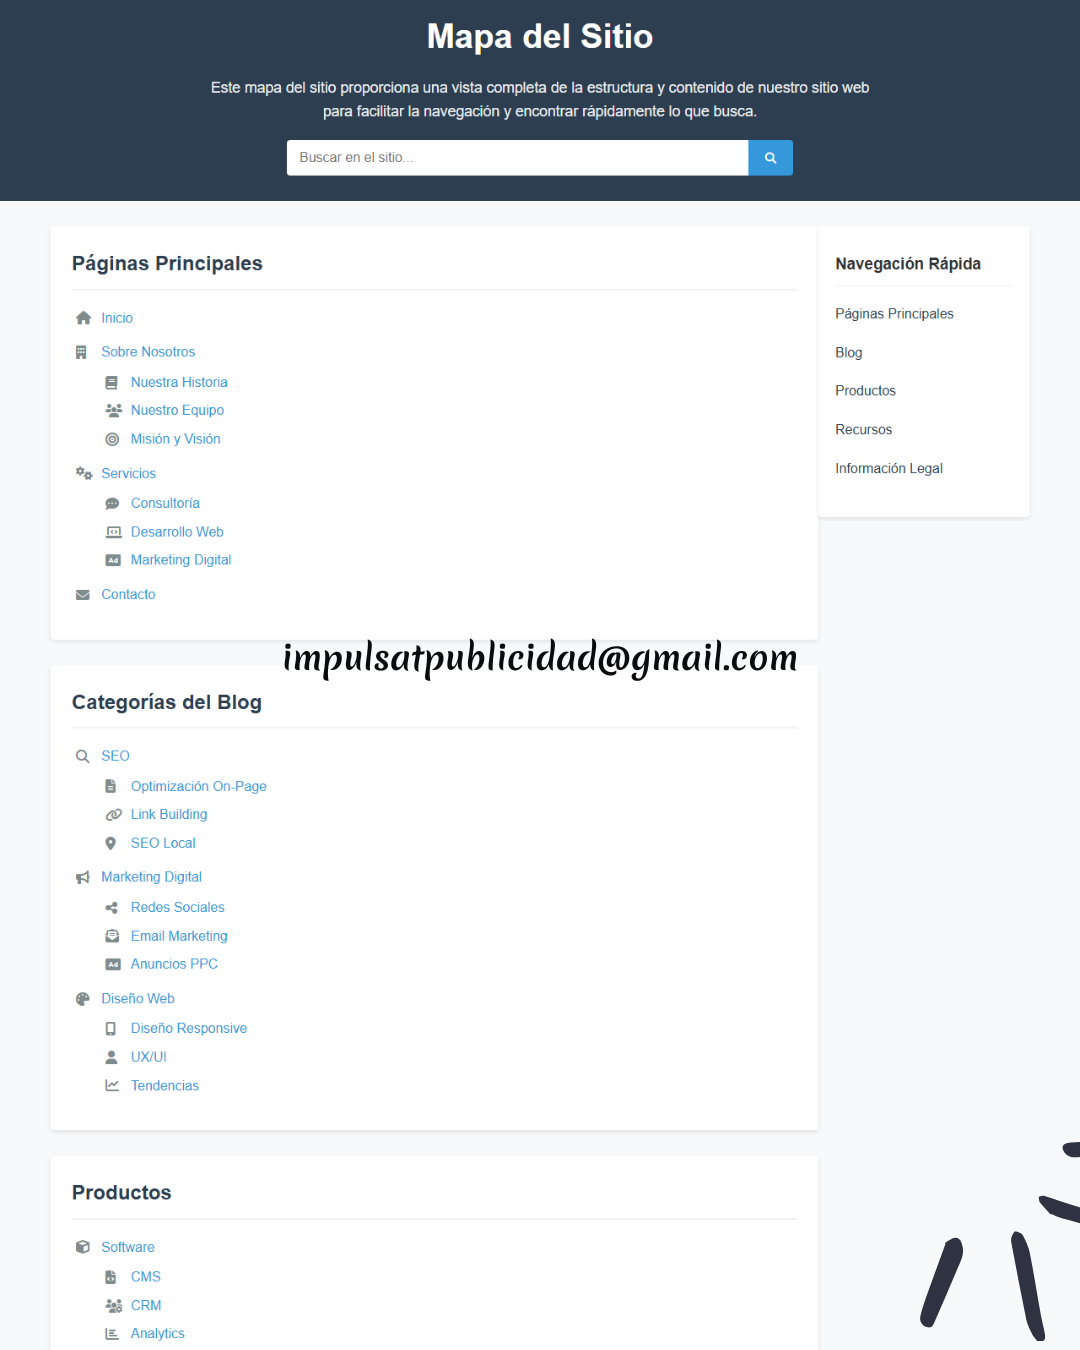 Mapa del Sitio
Este mapa del sitio proporciona una vista completa de la estructura y contenido de nuestro sitio web
para facilitar la navegación y encontrar rápidamente lo que busca.
Buscar en el sitio...
Páginas Principales
Inicio
Sobre Nosotros
Nuestra Historia
Nuestro Equipo
Misión y Visión
Servicios
Consultoría
Desarrollo Web
Ad Marketing Digital
Contacto
Navegación Rápida
Páginas Principales
Blog
Productos
Recursos
Información Legal
impulsatpublicidad@gmail.com
Categorías del Blog
SEO
Optimización On-Page
Link Building
SEO Local
Marketing Digital
Redes Sociales
Email Marketing
Ad Anuncios PPC
Diseño Web
Diseño Responsive
UX/UI
Tendencias
Productos
Software
CMS
CRM
Analytics